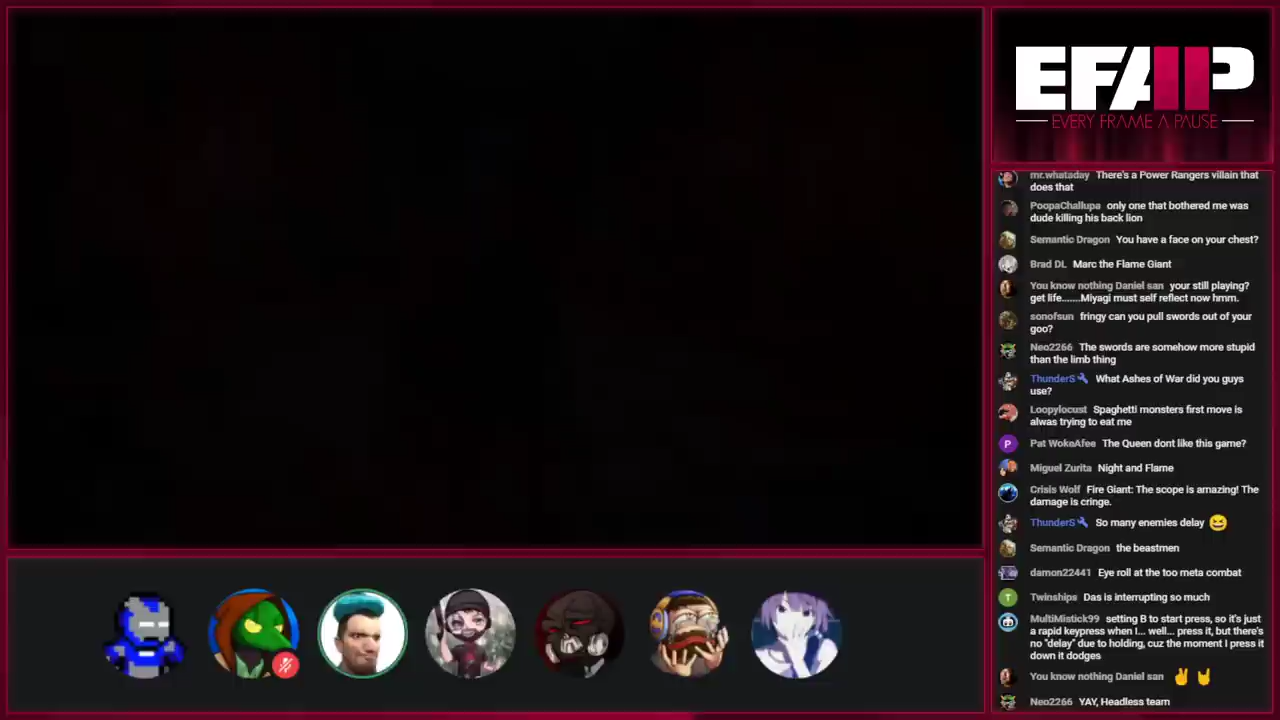 EFAP
EVERY FRAME A PAUSE
mr.whataday There's a Power Rangers villain that
does that
PoopaChallupa only one that bothered me was
dude killing his back lion
Semantic Dragon You have a face on your chest?
Brad DL Marc the Flame Giant
You know nothing Daniel san your still playing?
get life.......Miyagi must self reflect now hmm.
sonofsun fringy can you pull swords out of your
goo?
Neo2266 The swords are somehow more stupid
than the limb thing
ThunderS What Ashes of War did you guys
use?
Loopylocust Spaghetti monsters first move is
alwas trying to eat me
P Pat WokeAfee The Queen dont like this game?
Miguel Zurita Night and Flame
Crisis Wolf Fire Giant: The scope is amazing! The
damage is cringe.
ThunderS So many enemies delay 😆
Semantic Dragon the beastmen
damon22441 Eye roll at the too meta combat
T Twinships Das is interrupting so much
MultiMistick99 setting B to start press, so it's just
a rapid keypress when I... well... press it, but there's
no "delay" due to holding, cuz the moment I press it
down it dodges
You know nothing Daniel san ✌🤘
Neo2266 YAY, Headless team